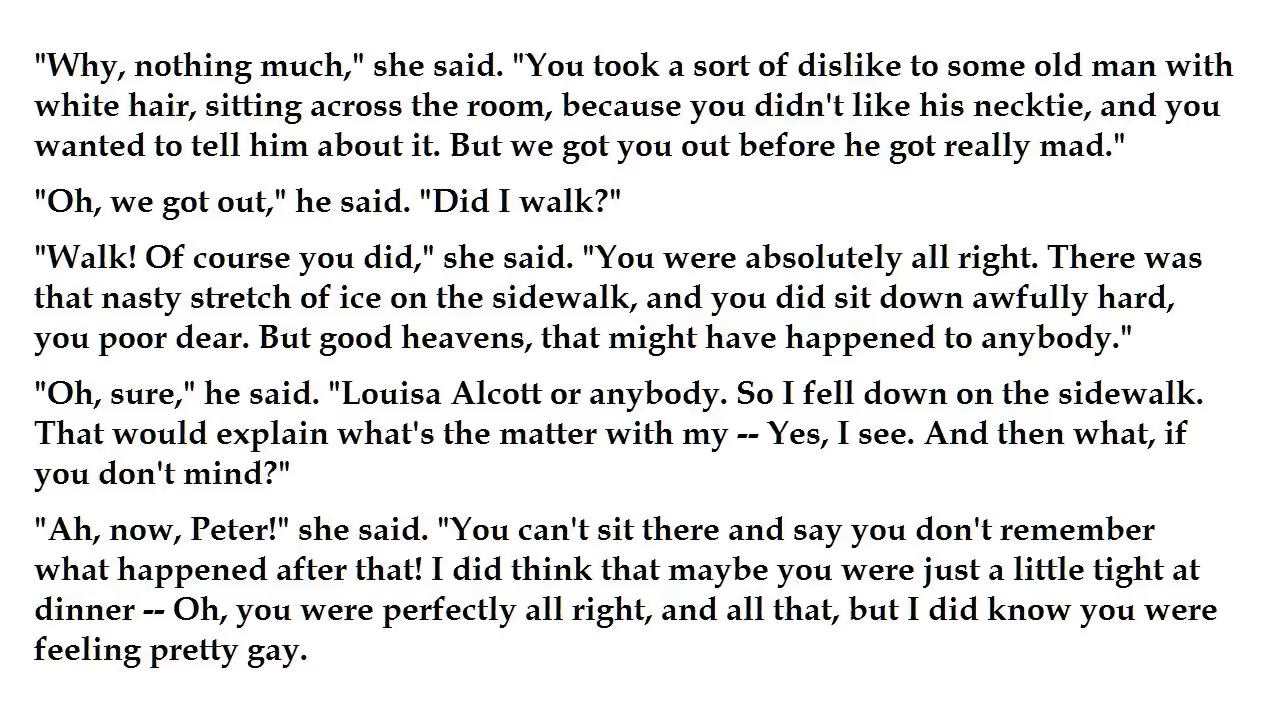 "Why, nothing much," she said. "You took a sort of dislike to some old man with
white hair, sitting across the room, because you didn't like his necktie, and you
wanted to tell him about it. But we got you out before he got really mad."
"Oh, we got out," he said. "Did I walk?"
"Walk! Of course you did," she said. "You were absolutely all right. There was
that nasty stretch of ice on the sidewalk, and you did sit down awfully hard,
you poor dear. But good heavens, that might have happened to anybody."
"Oh, sure," he said. "Louisa Alcott or anybody. So I fell down on the sidewalk.
That would explain what's the matter with my -- Yes, I see. And then what, if
you don't mind?"
"Ah, now, Peter!" she said. "You can't sit there and say you don't remember
what happened after that! I did think that maybe you were just a little tight at
dinner -- Oh, you were perfectly all right, and all that, but I did know you were
feeling pretty gay.